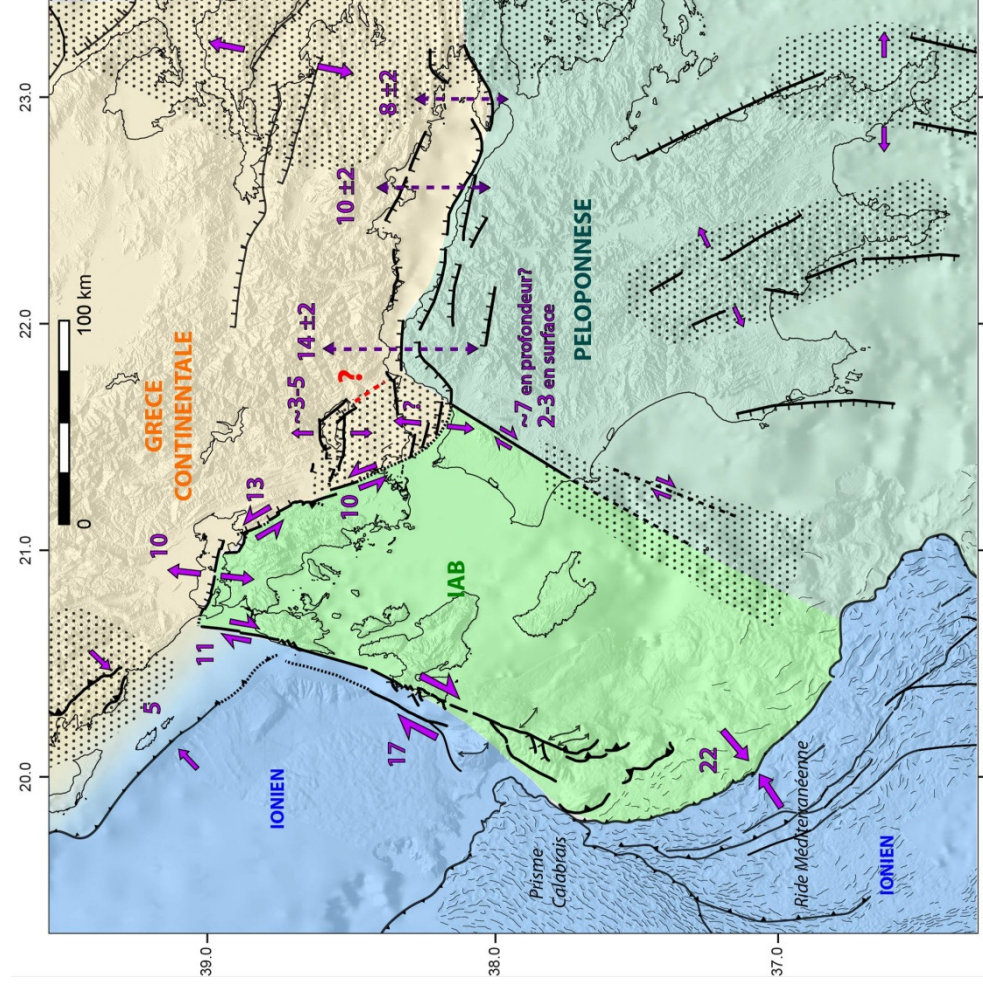 39.0
38.0
37.0
23.0
22.0
21.0
20.0
0
100 km
GRECE
CONTINENTALE
5
10
11
13
10
↿~3-5
?
?
14 ±2
10 ±2
8 ±2
17
22
IONIEN
IAB
~7 en profondeur?
2-3 en surface
PELOPONNESE
Prisme
Calabrais
Ride Méditerranéenne
IONIEN